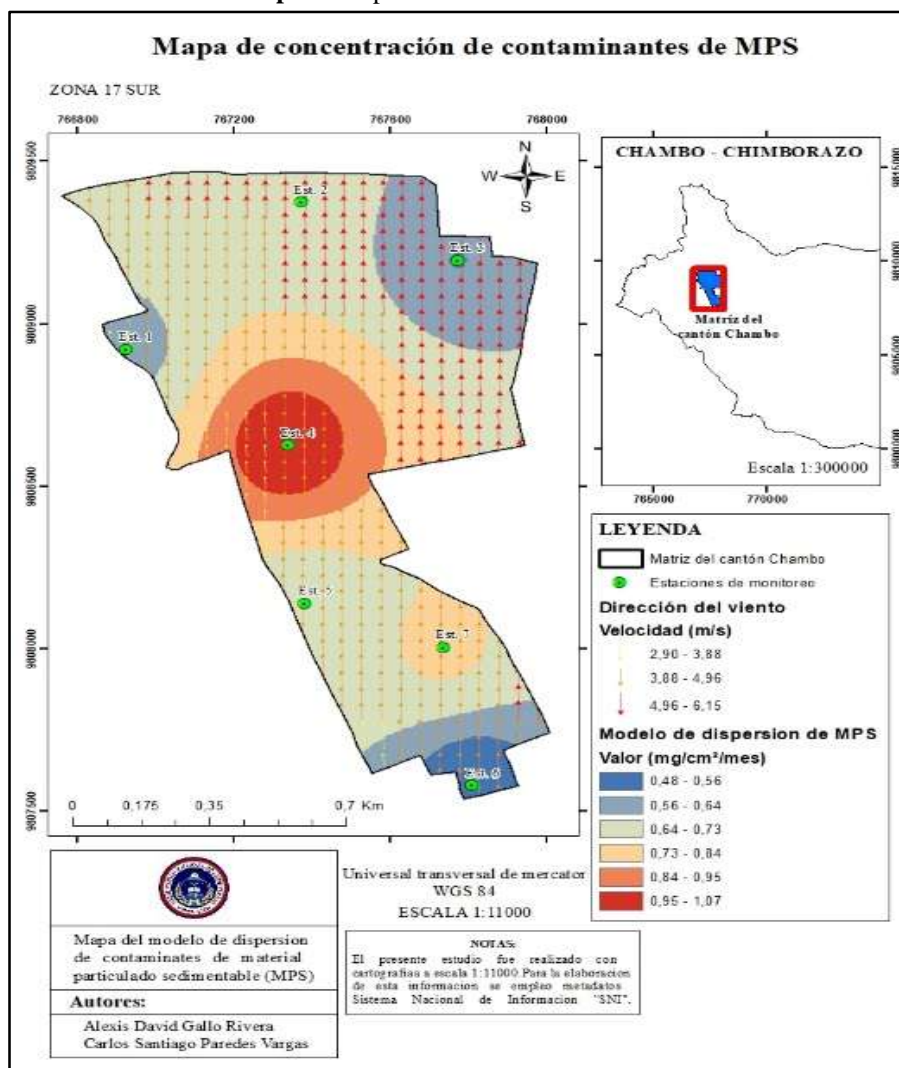 Mapa de concentración de contaminantes de MPS
ZONA 17 SUR
766800 767200 767600 768000
9809500
9809000
9808500
9808000
9807500
N
W E
S
Est. 2
Est. 3
Est. 1
Est. 4
Est. 5
Est. 7
Est. 6
0 0,175 0,35 0,7 Km
CHAMBO - CHIMBORAZO
Matriz del
cantón Chambo
Escala 1:300000
9815000
9810000
9805000
9800000
765000 770000
LEYENDA
Matriz del cantón Chambo
Estaciones de monitoreo
Dirección del viento
Velocidad (m/s)
2,90 - 3,88
3,88 - 4,96
4,96 - 6,15
Modelo de dispersion de MPS
Valor (mg/cm²/mes)
0,48 - 0,56
0,56 - 0,64
0,64 - 0,73
0,73 - 0,84
0,84 - 0,95
0,95 - 1,07
Mapa del modelo de dispersion
de contaminates de material
particulado sedimentable (MPS)
Autores:
Alexis David Gallo Rivera
Carlos Santiago Paredes Vargas
Universal transversal de mercator
WGS 84
ESCALA 1:11000
NOTAS:
El presente estudio fue realizado con
cartografias a escala 1:11000.Para la elaboracion
de esta informacion se empleo metadatos
Sistema Nacional de Informacion "SNI".